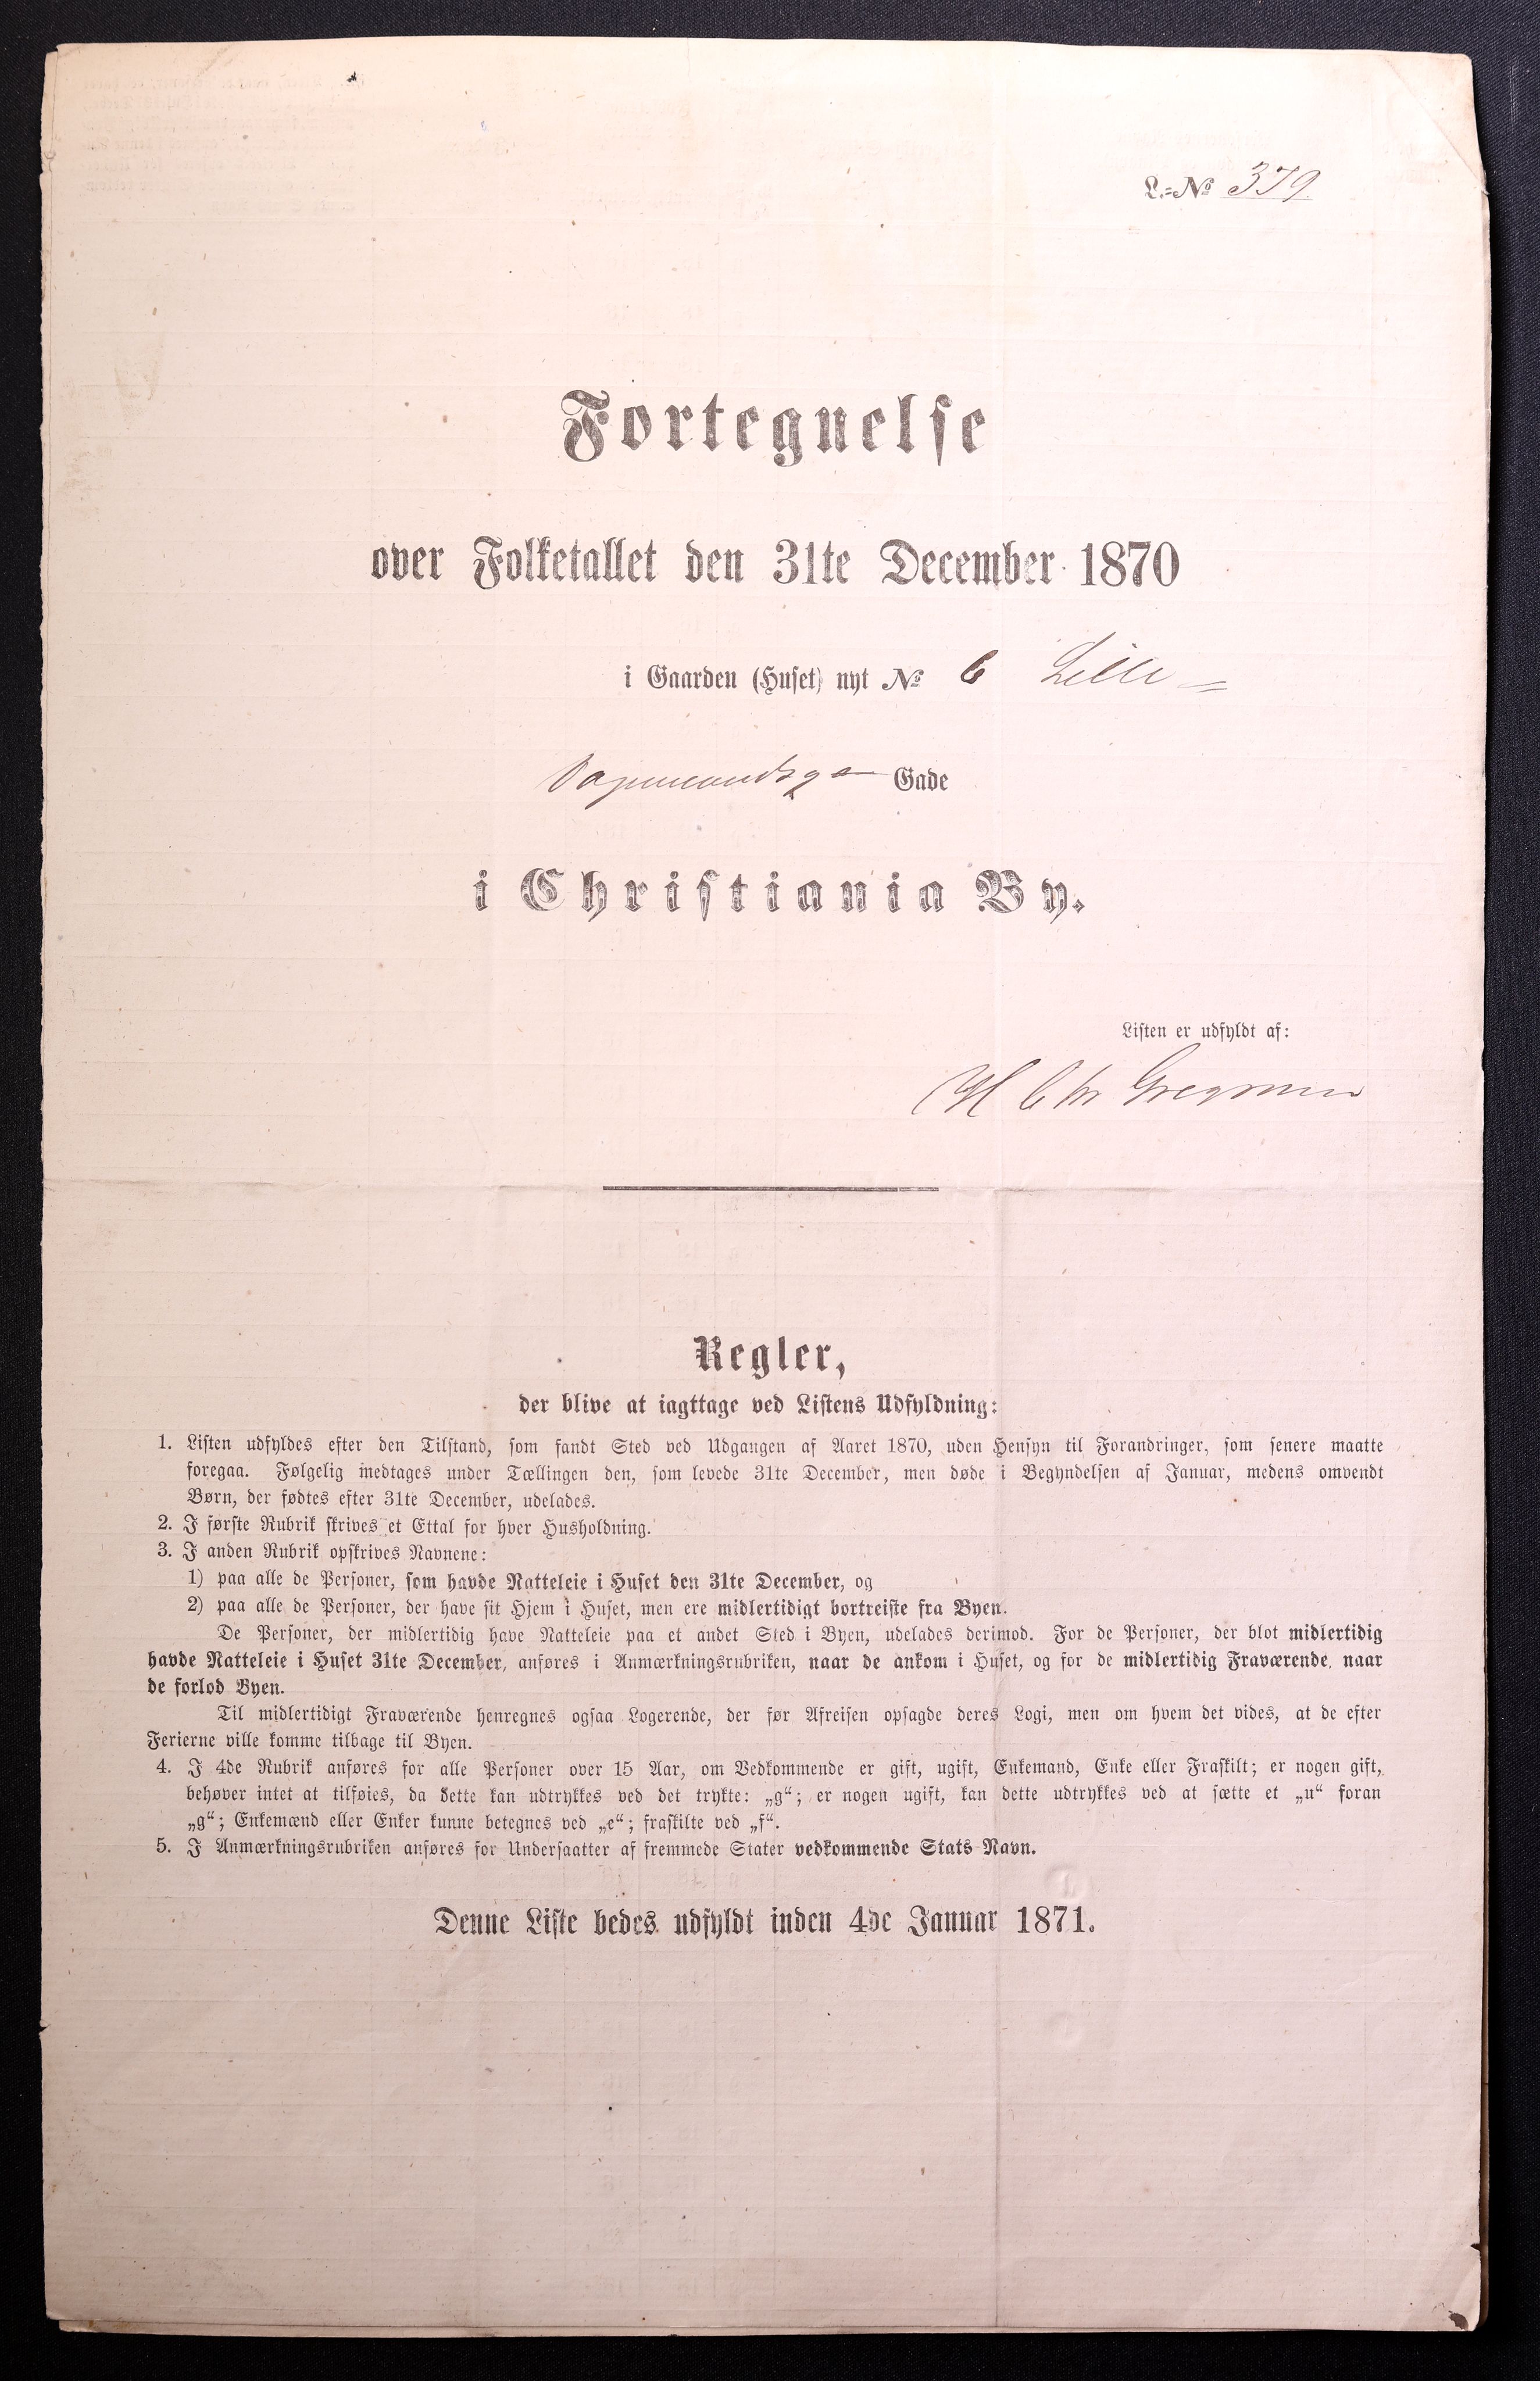 L.-№ 379
Fortegnelse
over Folketallet den 31te December 1870
i Gaarden (Huset) nyt № 6 Lille
Gade
i Christiania By.
Listen er udfyldt af:
H Chr
Regler,
der blive at iagttage ved Listens Udfyldning:
1. Listen udfyldes efter den Tilstand, som fandt Sted ved Udgangen af Aaret 1870, uden Hensyn til Forandringer, som senere maatte
foregaa. Følgelig medtages under Tællingen den, som levede 31te December, men døde i Begyndelsen af Januar, medens omvendt
Børn, der fødtes efter 31te December, udelades.
2. I første Rubrik skrives et Ettal for hver Husholdning.
3. I anden Rubrik opskrives Navnene:
1) paa alle de Personer, som havde Natteleie i Huset den 31te December, og
2) paa alle de Personer, der have sit Hjem i Huset, men ere midlertidigt bortreiste fra Byen.
De Personer, der midlertidig have Natteleie paa et andet Sted i Byen, udelades derimod. For de Personer, der blot midlertidig
havde Natteleie i Huset 31te December, anføres i Anmærkningsrubriken, naar de ankom i Huset, og for de midlertidig Fraværende, naar
de forlod Byen.
Til midlertidigt Fraværende henregnes ogsaa Logerende, der før Afreisen opsagde deres Logi, men om hvem det vides, at de efter
Ferierne ville komme tilbage til Byen.
4. I 4de Rubrik anføres for alle Personer over 15 Aar, om Vedkommende er gift, ugift, Enkemand, Enke eller Fraskilt; er nogen gift,
behøver intet at tilføies, da dette kan udtrykkes ved det trykte: „g“; er nogen ugift, kan dette udtrykkes ved at sætte et „u“ foran
„g“; Enkemænd eller Enker kunne betegnes ved „e“; fraskilte ved „f“.
5. I Anmærkningsrubriken anføres for Undersaatter af fremmede Stater vedkommende Stats Navn.
Denne Liste bedes udfyldt inden 4de Januar 1871.